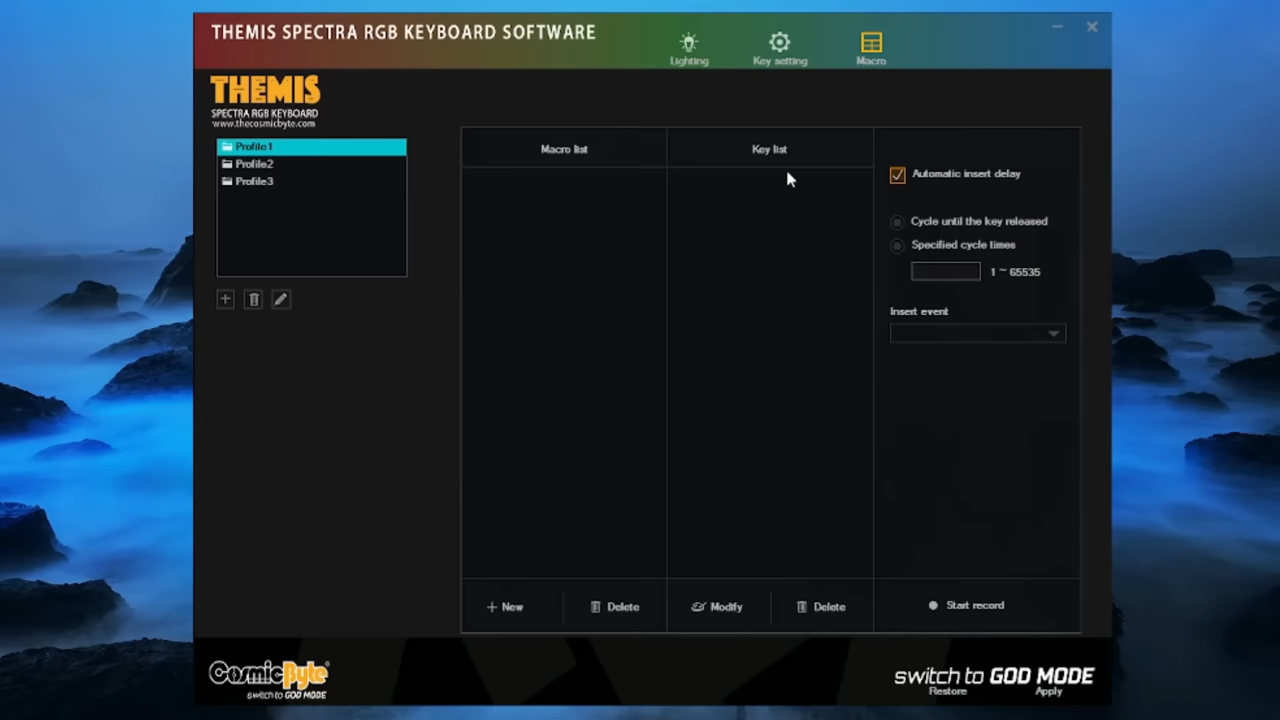 THEMIS SPECTRA RGB KEYBOARD SOFTWARE
Lighting
Key setting
Macro
THEMIS
SPECTRA RGB KEYBOARD
www.thecosmicbyte.com
Profile1
Profile2
Profile3
Macro list
Key list
Automatic insert delay
Cycle until the key released
Specified cycle times
1 ~ 65535
Insert event
New
Delete
Modify
Delete
Start record
CosmicByte
switch to GOD MODE
switch to GOD MODE
Restore
Apply